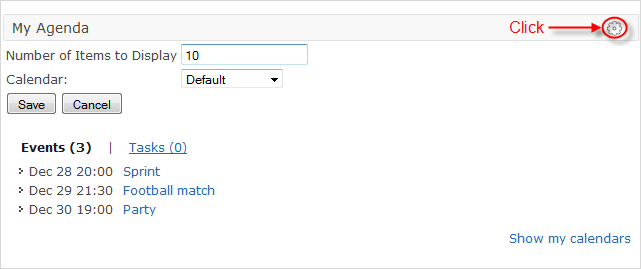 My Agenda Click
Number of Items to Display 10
Calendar: Default
Save Cancel
Events (3) | Tasks (0)
Dec 28 20:00 Sprint
Dec 29 21:30 Football match
Dec 30 19:00 Party
Show my calendars